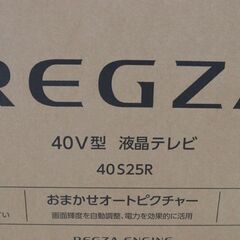 REGZA
40V型 液晶テレビ
40S25R
おまかせオートピクチャー
画面輝度を自動調整、電力を効果的に活用
REGZA ENGINE